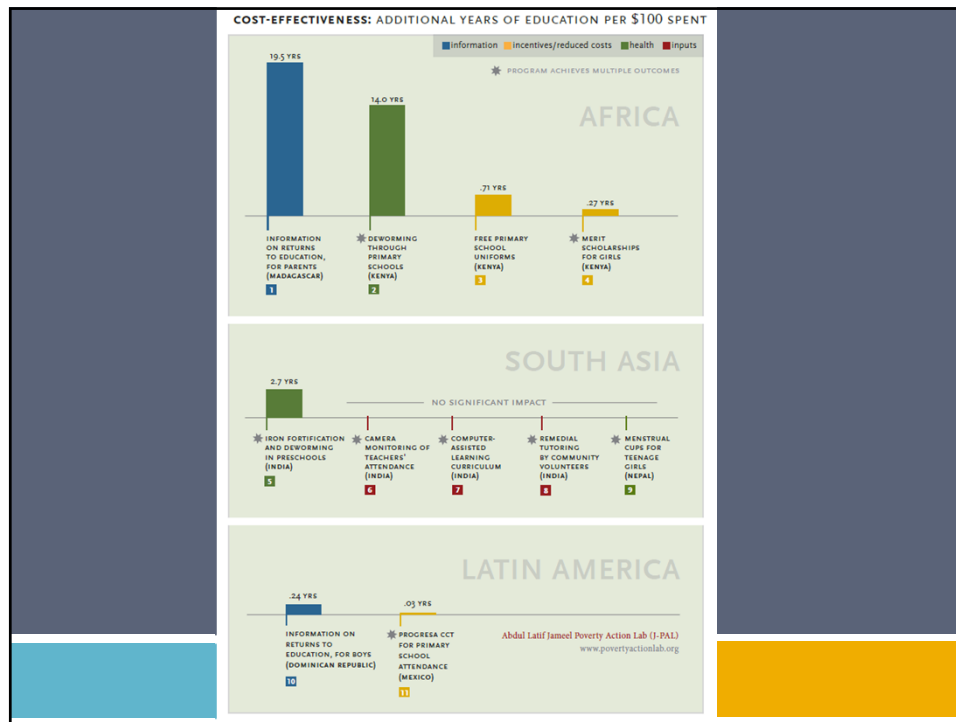 COST-EFFECTIVENESS: ADDITIONAL YEARS OF EDUCATION PER $100 SPENT
information incentives/reduced costs health inputs
PROGRAM ACHIEVES MULTIPLE OUTCOMES
AFRICA
19.5 YRS
14.0 YRS
.71 YRS
.27 YRS
INFORMATION
ON RETURNS
TO EDUCATION,
FOR PARENTS
(MADAGASCAR)
1
DEWORMING
THROUGH
PRIMARY
SCHOOLS
(KENYA)
2
FREE PRIMARY
SCHOOL
UNIFORMS
(KENYA)
3
MERIT
SCHOLARSHIPS
FOR GIRLS
(KENYA)
4
SOUTH ASIA
2.7 YRS
NO SIGNIFICANT IMPACT
IRON FORTIFICATION
AND DEWORMING
IN PRESCHOOLS
(INDIA)
5
CAMERA
MONITORING OF
TEACHERS'
ATTENDANCE
(INDIA)
6
COMPUTER-
ASSISTED
LEARNING
CURRICULUM
(INDIA)
7
REMEDIAL
TUTORING
BY COMMUNITY
VOLUNTEERS
(INDIA)
8
MENSTRUAL
CUPS FOR
TEENAGE
GIRLS
(NEPAL)
9
LATIN AMERICA
.24 YRS
.03 YRS
INFORMATION ON
RETURNS TO
EDUCATION, FOR BOYS
(DOMINICAN REPUBLIC)
10
PROGRESA CCT
FOR PRIMARY
SCHOOL
ATTENDANCE
(MEXICO)
11
Abdul Latif Jameel Poverty Action Lab (J-PAL)
www.povertyactionlab.org